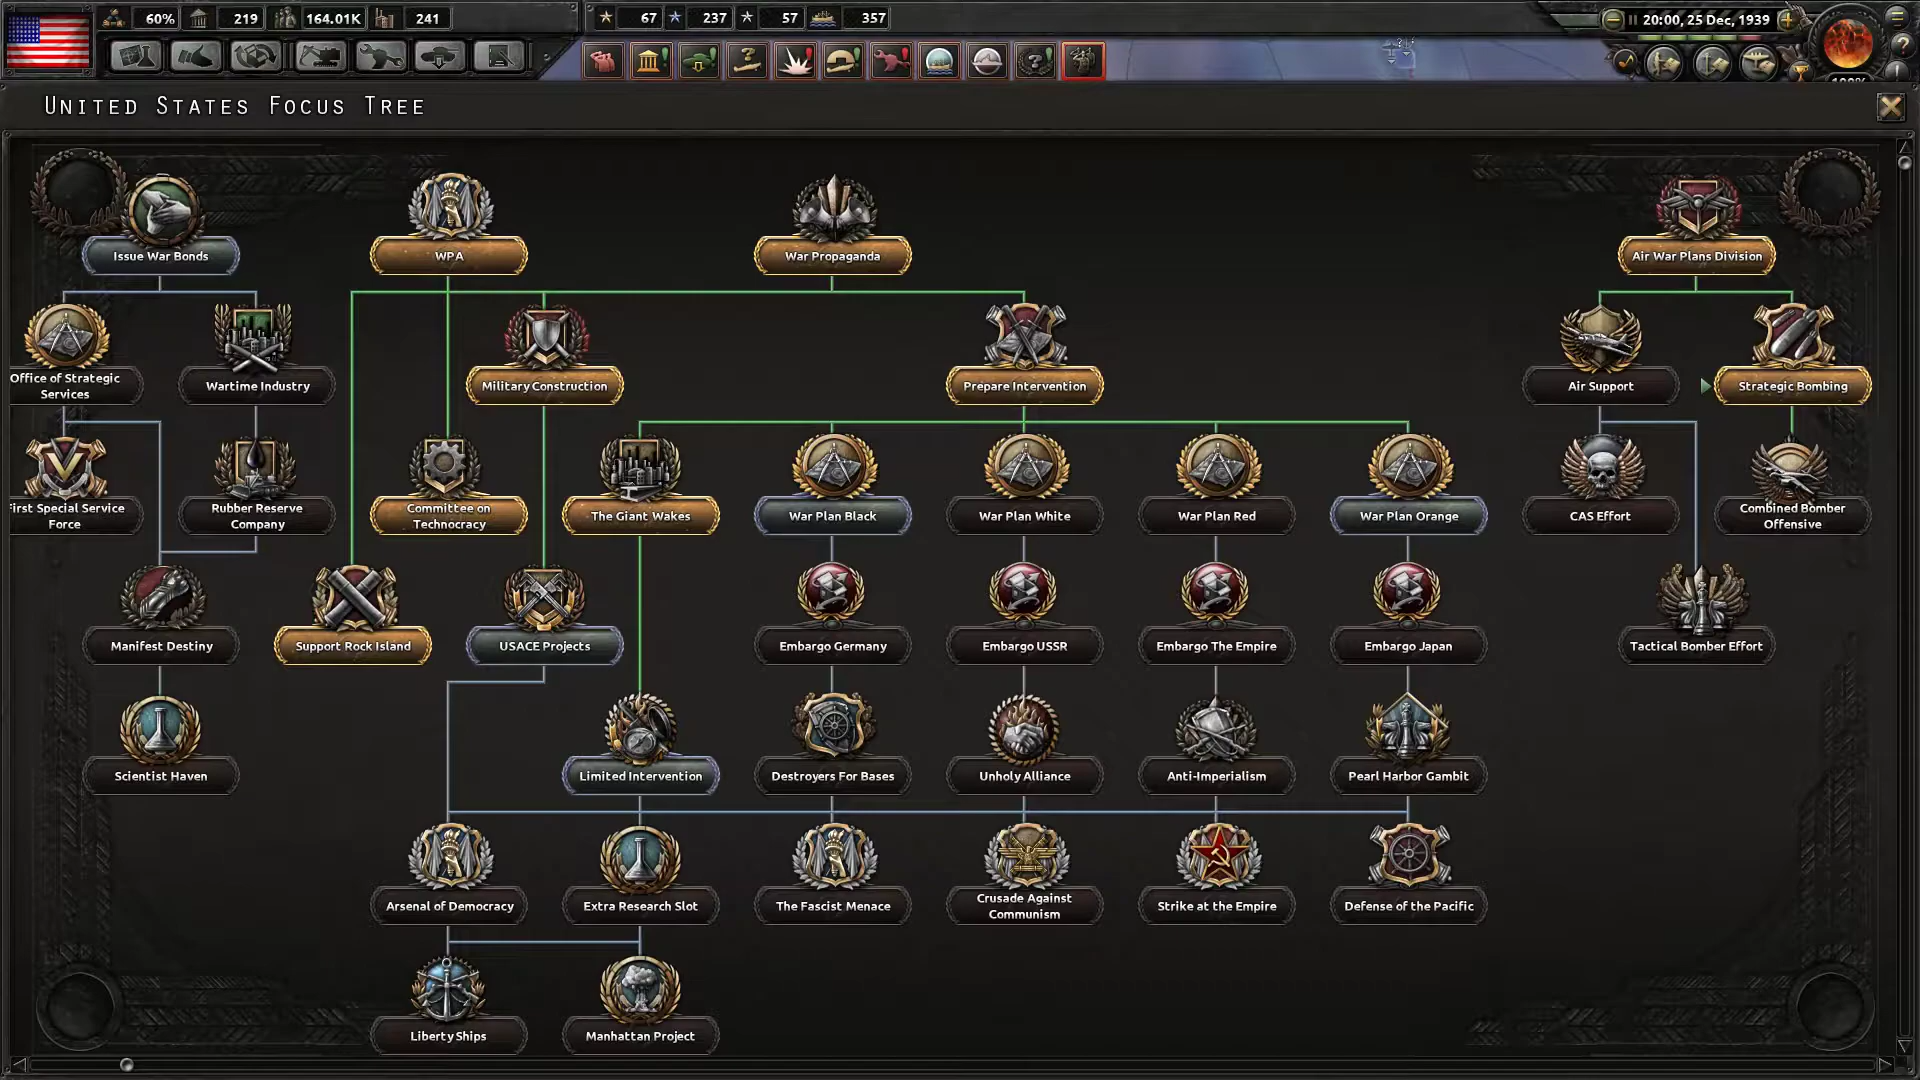 60%
219
164.01K
241
67
237
57
357
20:00, 25 Dec, 1939
United States Focus Tree
Issue War Bonds
WPA
War Propaganda
Air War Plans Division
Office of Strategic
Services
Wartime Industry
Military Construction
Prepare Intervention
Air Support
Strategic Bombing
First Special Service
Force
Rubber Reserve
Company
Committee on
Technocracy
The Giant Wakes
War Plan Black
War Plan White
War Plan Red
War Plan Orange
CAS Effort
Combined Bomber
Offensive
Manifest Destiny
Support Rock Island
USACE Projects
Embargo Germany
Embargo USSR
Embargo The Empire
Embargo Japan
Tactical Bomber Effort
Scientist Haven
Limited Intervention
Destroyers For Bases
Unholy Alliance
Anti-Imperialism
Pearl Harbor Gambit
Arsenal of Democracy
Extra Research Slot
The Fascist Menace
Crusade Against
Communism
Strike at the Empire
Defense of the Pacific
Liberty Ships
Manhattan Project